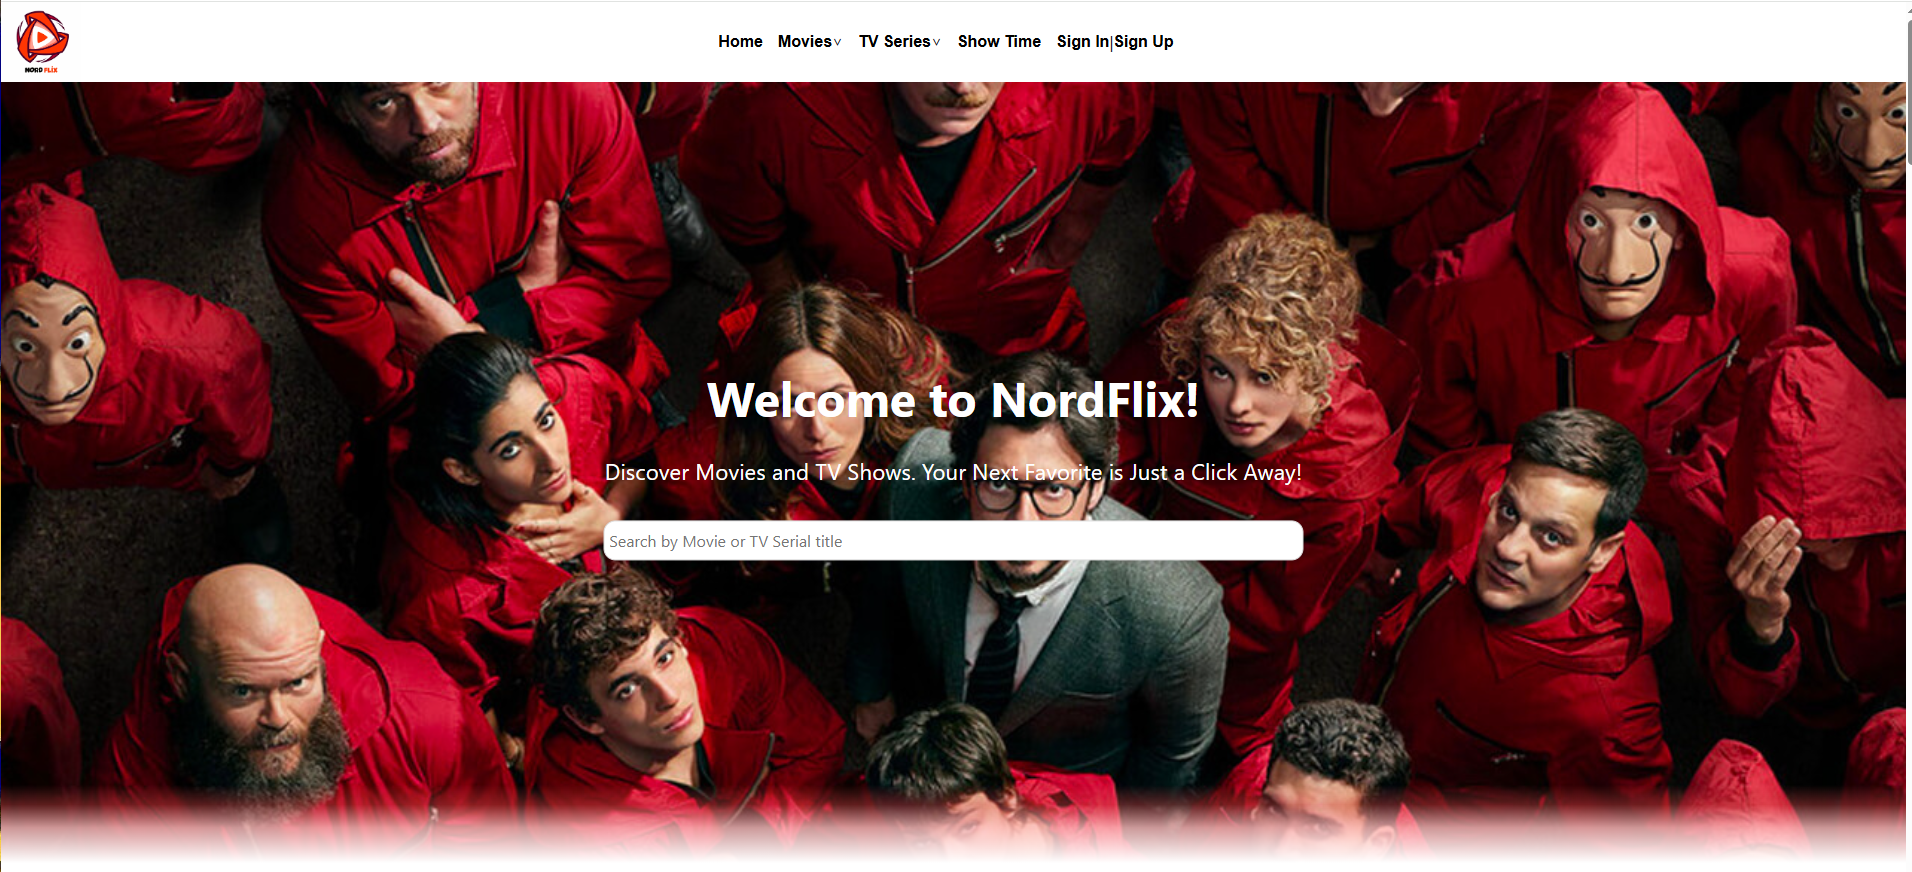 NORD FLIX
Home Movies˅ TV Series˅ Show Time Sign In|Sign Up
Welcome to NordFlix!
Discover Movies and TV Shows. Your Next Favorite is Just a Click Away!
Search by Movie or TV Serial title